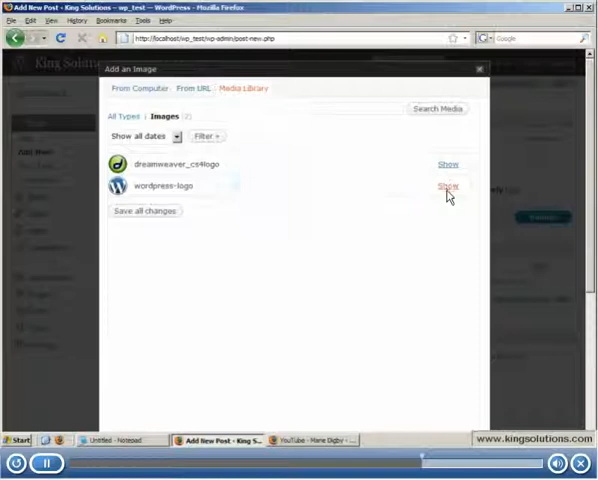 Add New Post ‹ King Solutions — wp_test — WordPress - Mozilla Firefox
File Edit View History Bookmarks Tools Help
http://localhost/wp_test/wp-admin/post-new.php
Google
King Solu
Add an Image
From Computer From URL Media Library
Search Media
All Types | Images (2)
Show all dates Filter »
dreamweaver_cs4logo Show
wordpress-logo Show
Save all changes
Start Untitled - Notepad Add New Post ‹ King S... YouTube - Marie Digby - ...
www.kingsolutions.com